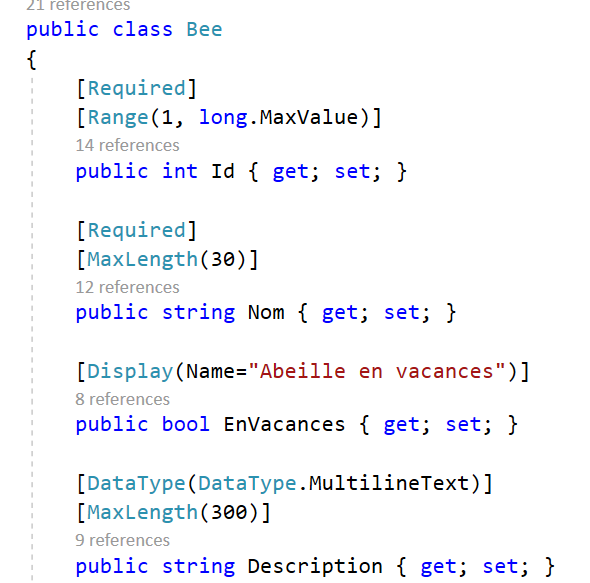 21 references
public class Bee
{
[Required]
[Range(1, long.MaxValue)]
14 references
public int Id { get; set; }
[Required]
[MaxLength(30)]
12 references
public string Nom { get; set; }
[Display(Name="Abeille en vacances")]
8 references
public bool EnVacances { get; set; }
[DataType(DataType.MultilineText)]
[MaxLength(300)]
9 references
public string Description { get; set; }